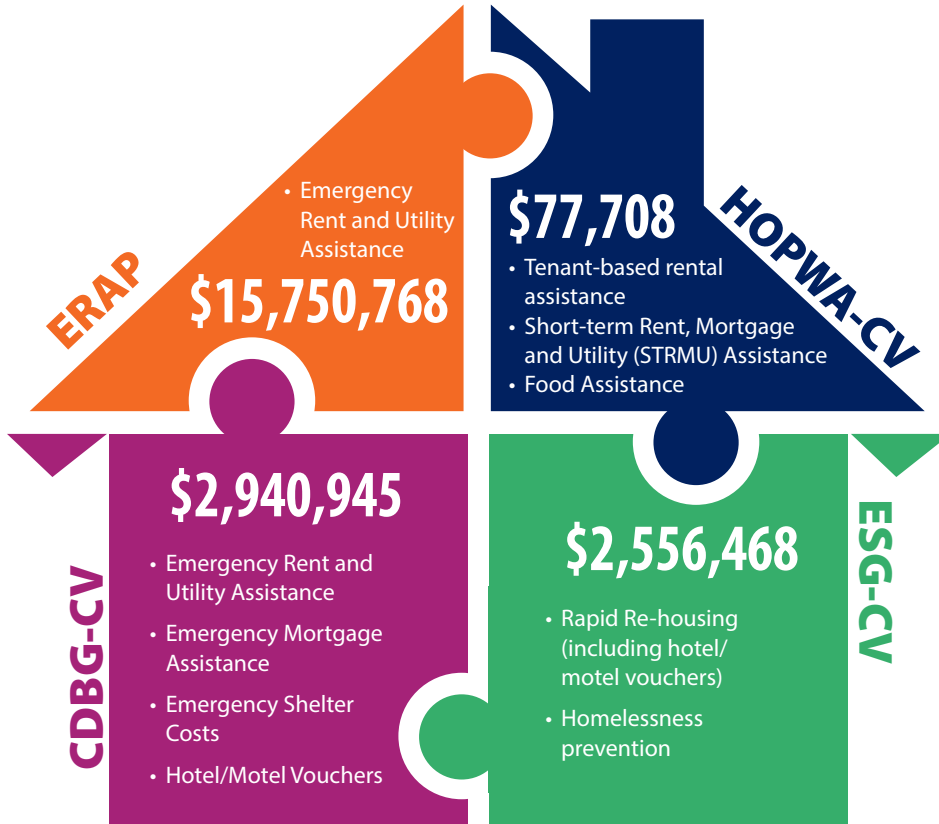 ERAP
• Emergency
Rent and Utility
Assistance
$15,750,768
HOPWA-CV
$77,708
• Tenant-based rental
assistance
• Short-term Rent, Mortgage
and Utility (STRMU) Assistance
• Food Assistance
CDBG-CV
$2,940,945
• Emergency Rent and
Utility Assistance
• Emergency Mortgage
Assistance
• Emergency Shelter
Costs
• Hotel/Motel Vouchers
ESG-CV
$2,556,468
• Rapid Re-housing
(including hotel/
motel vouchers)
• Homelessness
prevention